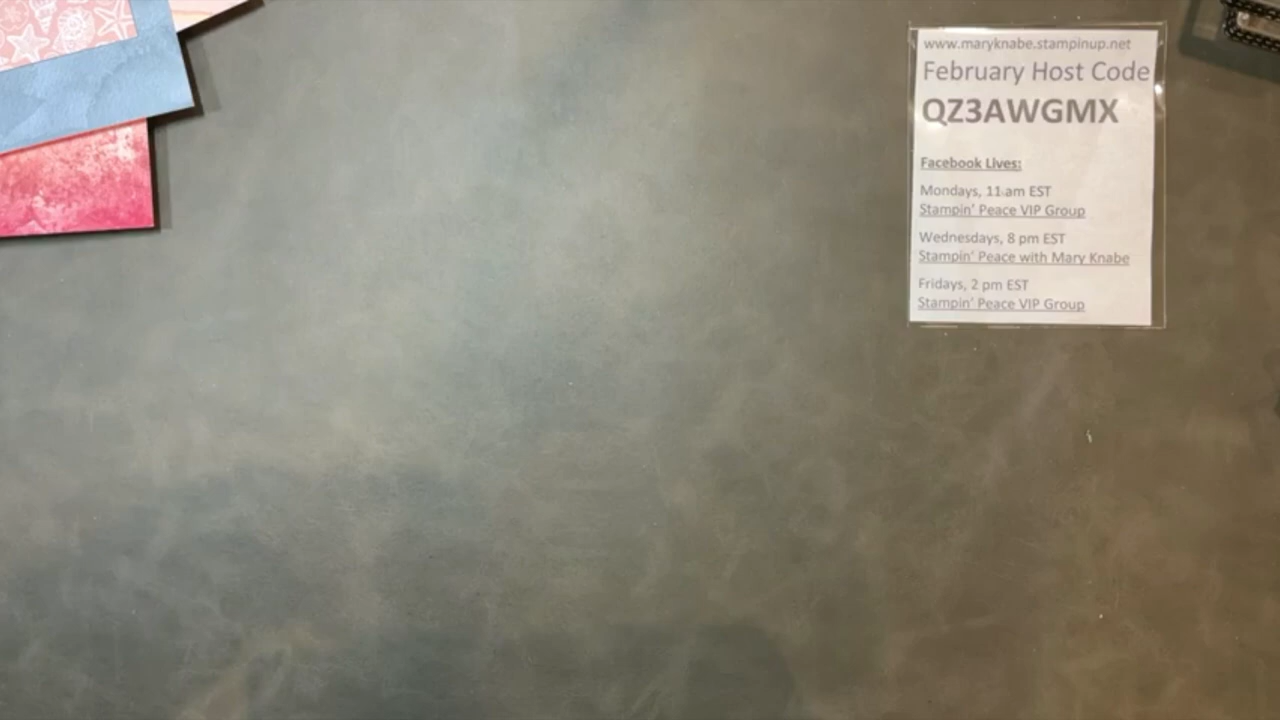 www.maryknabe.stampinup.net
February Host Code
QZ3AWGMX
Facebook Lives:
Mondays, 11 am EST
Stampin' Peace VIP Group
Wednesdays, 8 pm EST
Stampin' Peace with Mary Knabe
Fridays, 2 pm EST
Stampin' Peace VIP Group